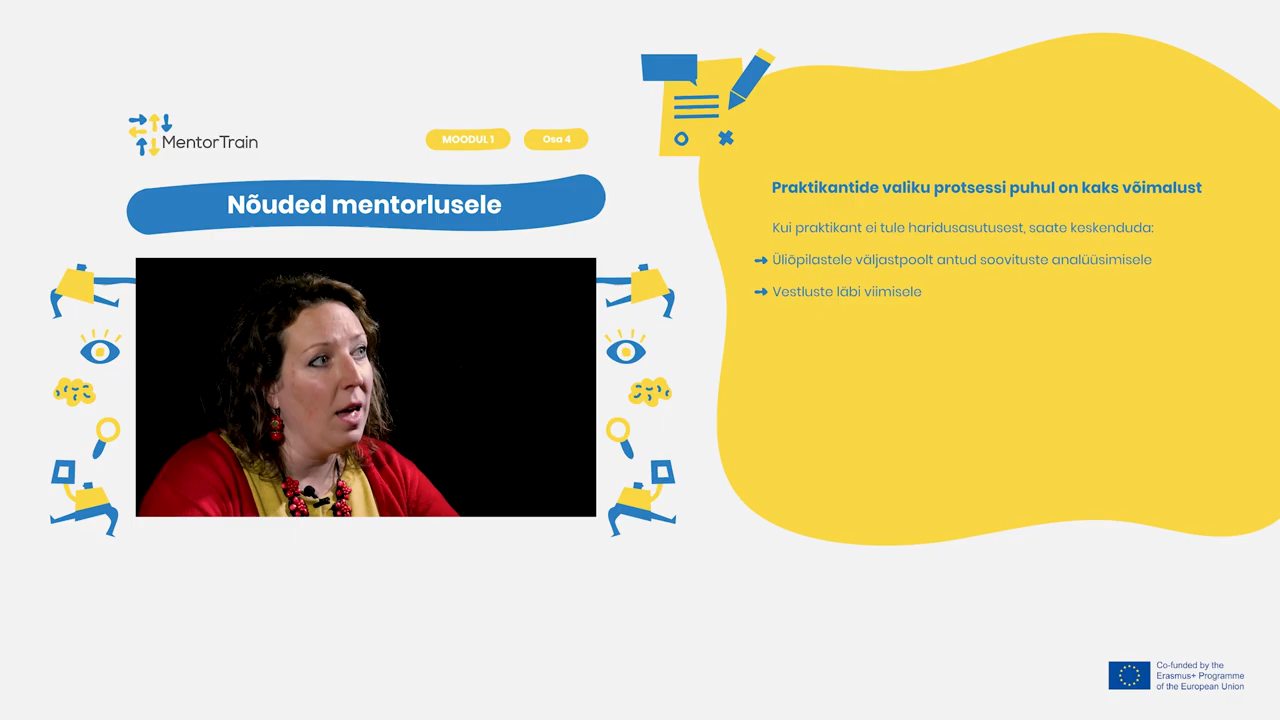 MentorTrain
MOODUL 1
Osa 4
Nõuded mentorlusele
Praktikantide valiku protsessi puhul on kaks võimalust
Kui praktikant ei tule haridusasutusest, saate keskenduda:
Üliõpilastele väljastpoolt antud soovituste analüüsimisele
Vestluste läbi viimisele
Co-funded by the
Erasmus+ Programme
of the European Union